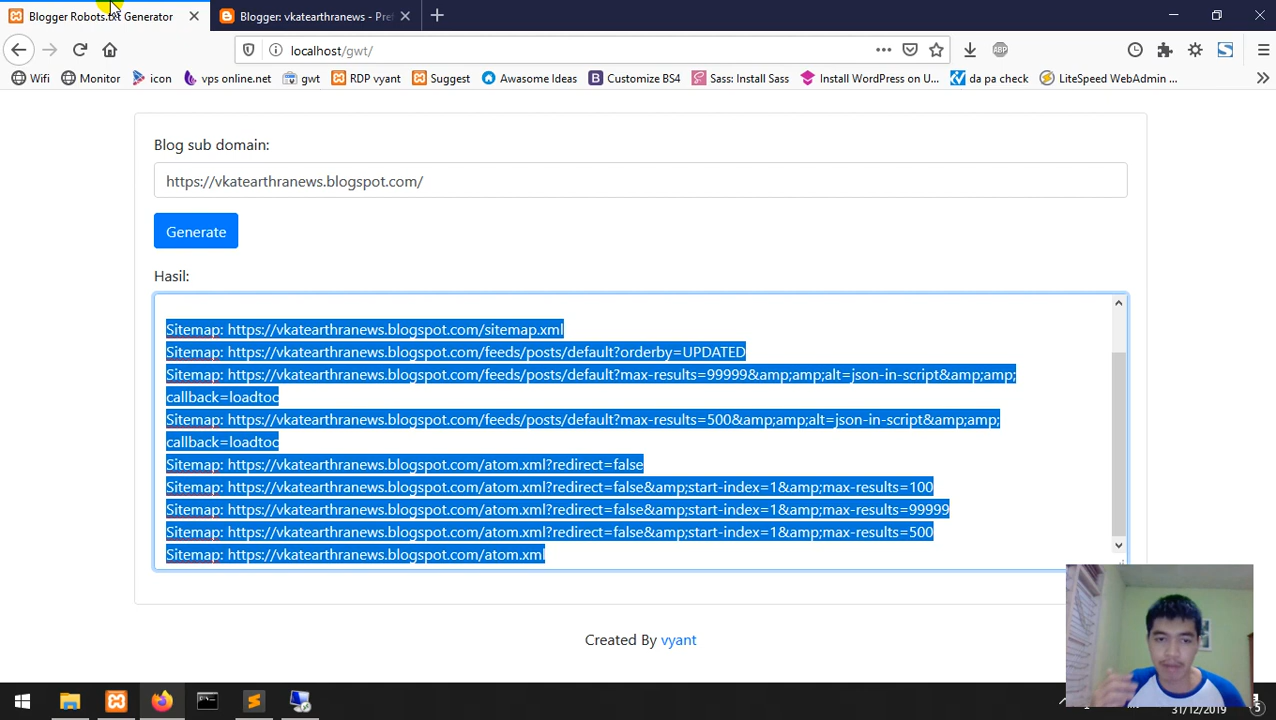 Blogger Robots.txt Generator
Blogger: vkatearthranews - Pref
localhost/gwt/
Wifi
Monitor
icon
vps online.net
gwt
RDP vyant
Suggest
Awasome Ideas
Customize BS4
Sass: Install Sass
Install WordPress on U...
da pa check
LiteSpeed WebAdmin ...
Blog sub domain:
https://vkatearthranews.blogspot.com/
Generate
Hasil:
Sitemap: https://vkatearthranews.blogspot.com/sitemap.xml
Sitemap: https://vkatearthranews.blogspot.com/feeds/posts/default?orderby=UPDATED
Sitemap: https://vkatearthranews.blogspot.com/feeds/posts/default?max-results=99999&amp;amp;alt=json-in-script&amp;amp;
callback=loadtoc
Sitemap: https://vkatearthranews.blogspot.com/feeds/posts/default?max-results=500&amp;amp;alt=json-in-script&amp;amp;
callback=loadtoc
Sitemap: https://vkatearthranews.blogspot.com/atom.xml?redirect=false
Sitemap: https://vkatearthranews.blogspot.com/atom.xml?redirect=false&amp;start-index=1&amp;max-results=100
Sitemap: https://vkatearthranews.blogspot.com/atom.xml?redirect=false&amp;start-index=1&amp;max-results=99999
Sitemap: https://vkatearthranews.blogspot.com/atom.xml?redirect=false&amp;start-index=1&amp;max-results=500
Sitemap: https://vkatearthranews.blogspot.com/atom.xml
Created By vyant
31/12/2019
5